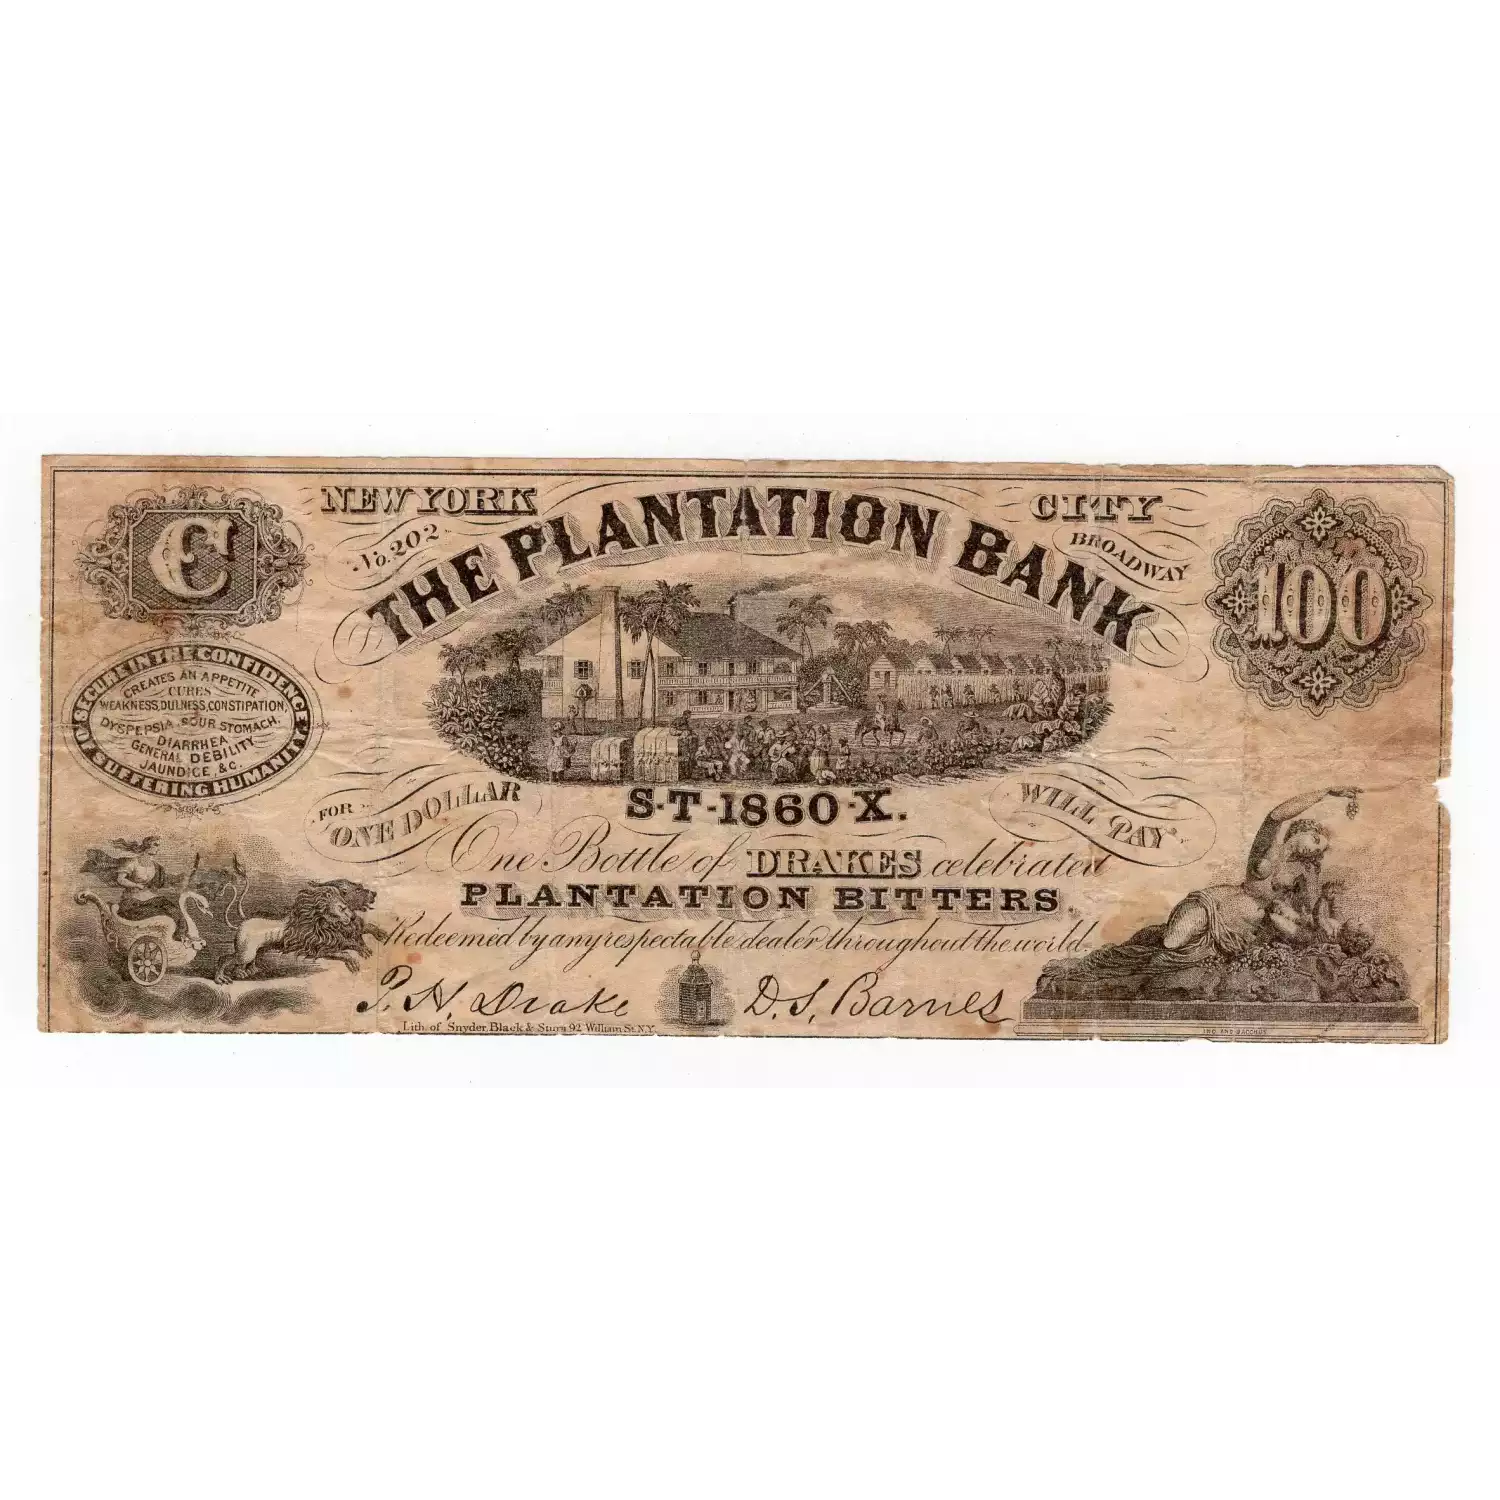 C
NEW YORK
CITY
No. 202
BROADWAY
THE PLANTATION BANK
100
SECURE IN THE CONFIDENCE
OF SUFFERING HUMANITY
CREATES AN APPETITE
CURES
WEAKNESS, DULNESS, CONSTIPATION,
DYSPEPSIA, SOUR STOMACH,
DIARRHEA
GENERAL DEBILITY
JAUNDICE &C.
FOR
ONE DOLLAR
S-T-1860-X.
WILL PAY
One Bottle of DRAKES celebrated
PLANTATION BITTERS.
Redeemed by any respectable dealer throughout the world
P. H. Drake
D. S. Barnes
Lith. of Snyder, Black & Sturn 92 William St. N.Y.
INO AND BACCHUS